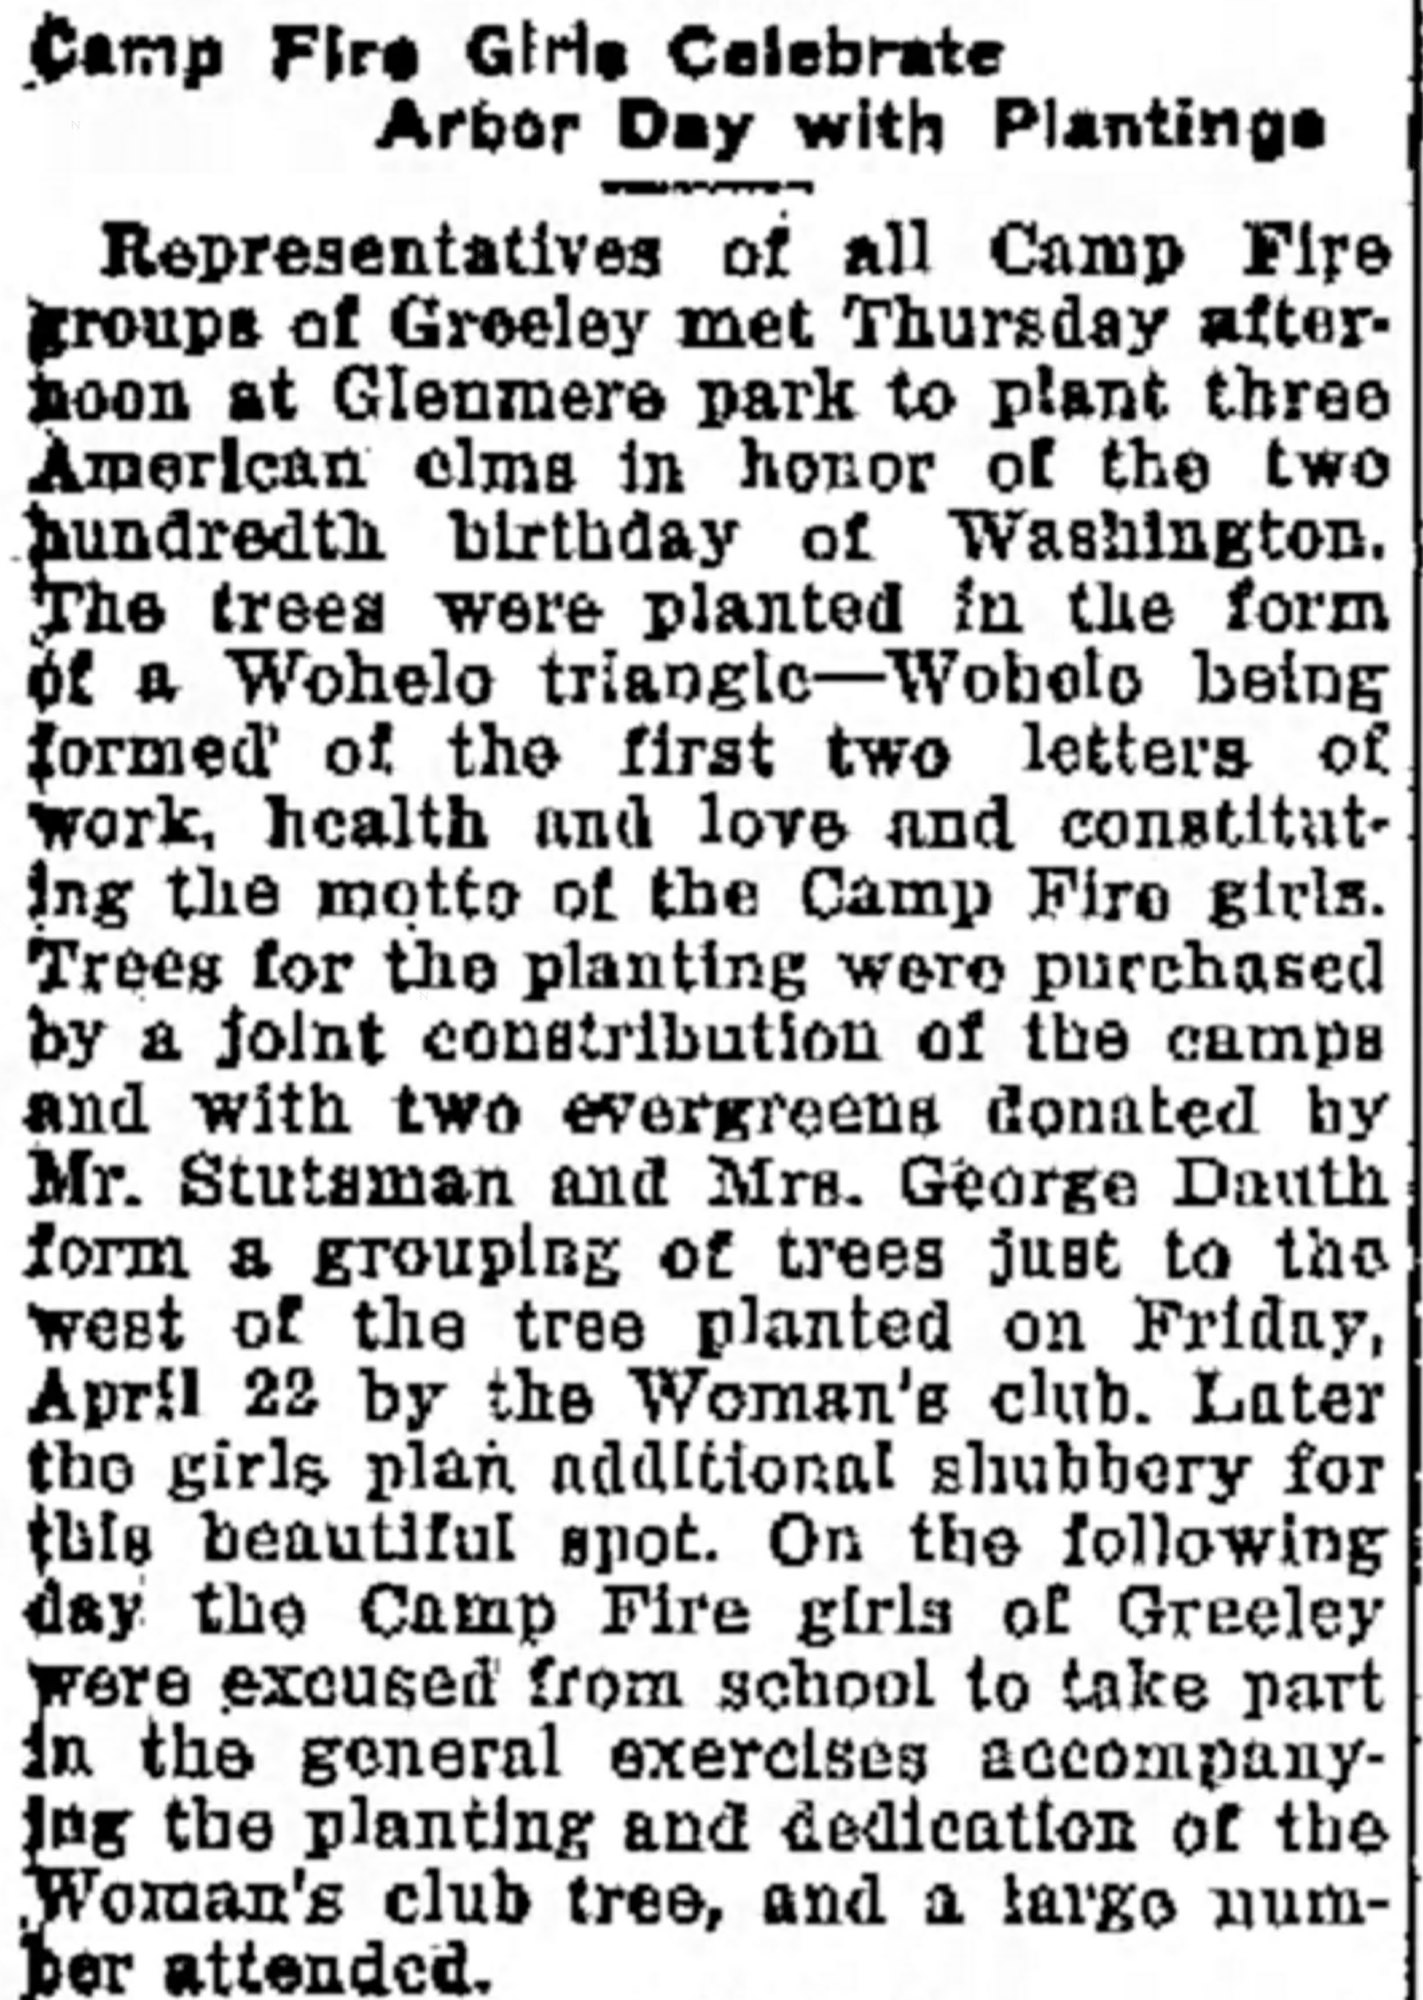 Camp Fire Girls Celebrate
Arbor Day with Plantings
Representatives of all Camp Fire
groups of Greeley met Thursday after-
noon at Glenmere park to plant three
American elms in honor of the two
hundredth birthday of Washington.
The trees were planted in the form
of a Wohelo triangle—Wohelo being
formed of the first two letters of
work, health and love and constitut-
ing the motto of the Camp Fire girls.
Trees for the planting were purchased
by a joint constribution of the camps
and with two evergreens donated by
Mr. Stutsman and Mrs. George Dauth
form a grouping of trees just to the
west of the tree planted on Friday,
April 22 by the Woman's club. Later
the girls plan additional shubbery for
this beautiful spot. On the following
day the Camp Fire girls of Greeley
were excused from school to take part
in the general exercises accompany-
ing the planting and dedication of the
Woman's club tree, and a large num-
ber attended.